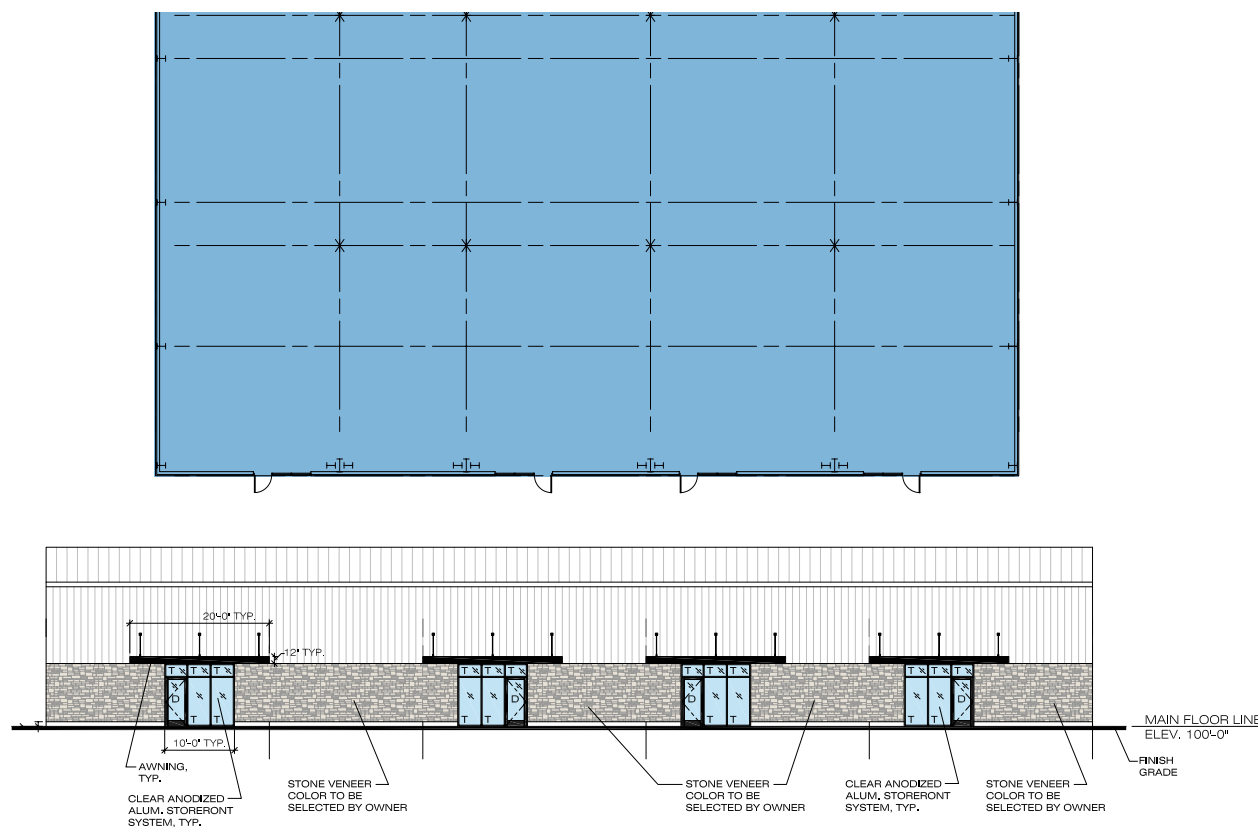 20'-0" TYP.
12" TYP.
T T T
T T T
T T T
T T T
D
D
D
D
T T
T T
T T
T T
MAIN FLOOR LINE
ELEV. 100'-0"
10'-0" TYP.
FINISH
GRADE
AWNING,
TYP.
CLEAR ANODIZED
ALUM. STOREFRONT
SYSTEM, TYP.
STONE VENEER
COLOR TO BE
SELECTED BY OWNER
STONE VENEER
COLOR TO BE
SELECTED BY OWNER
CLEAR ANODIZED
ALUM. STOREFRONT
SYSTEM, TYP.
STONE VENEER
COLOR TO BE
SELECTED BY OWNER